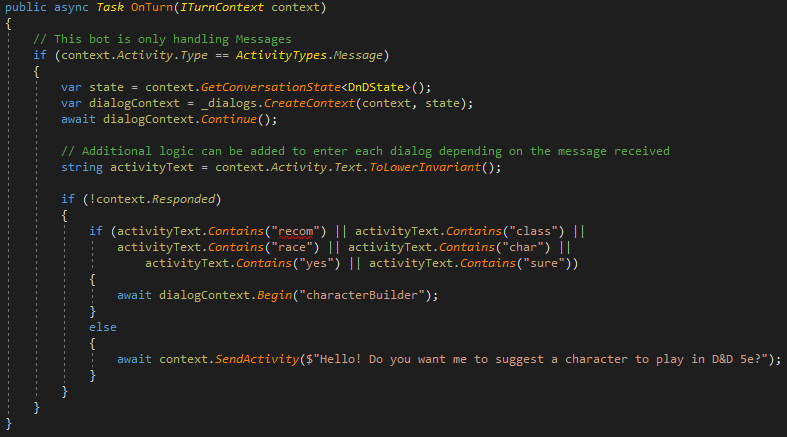 public async Task OnTurn(ITurnContext context)
{
    // This bot is only handling Messages
    if (context.Activity.Type == ActivityTypes.Message)
    {
        var state = context.GetConversationState<DnDState>();
        var dialogContext = _dialogs.CreateContext(context, state);
        await dialogContext.Continue();

        // Additional logic can be added to enter each dialog depending on the message received
        string activityText = context.Activity.Text.ToLowerInvariant();

        if (!context.Responded)
        {
            if (activityText.Contains("recom") || activityText.Contains("class") ||
                activityText.Contains("race") || activityText.Contains("char") ||
                    activityText.Contains("yes") || activityText.Contains("sure"))
            {
                await dialogContext.Begin("characterBuilder");
            }
            else
            {
                await context.SendActivity($"Hello! Do you want me to suggest a character to play in D&D 5e?");
            }
        }
    }
}